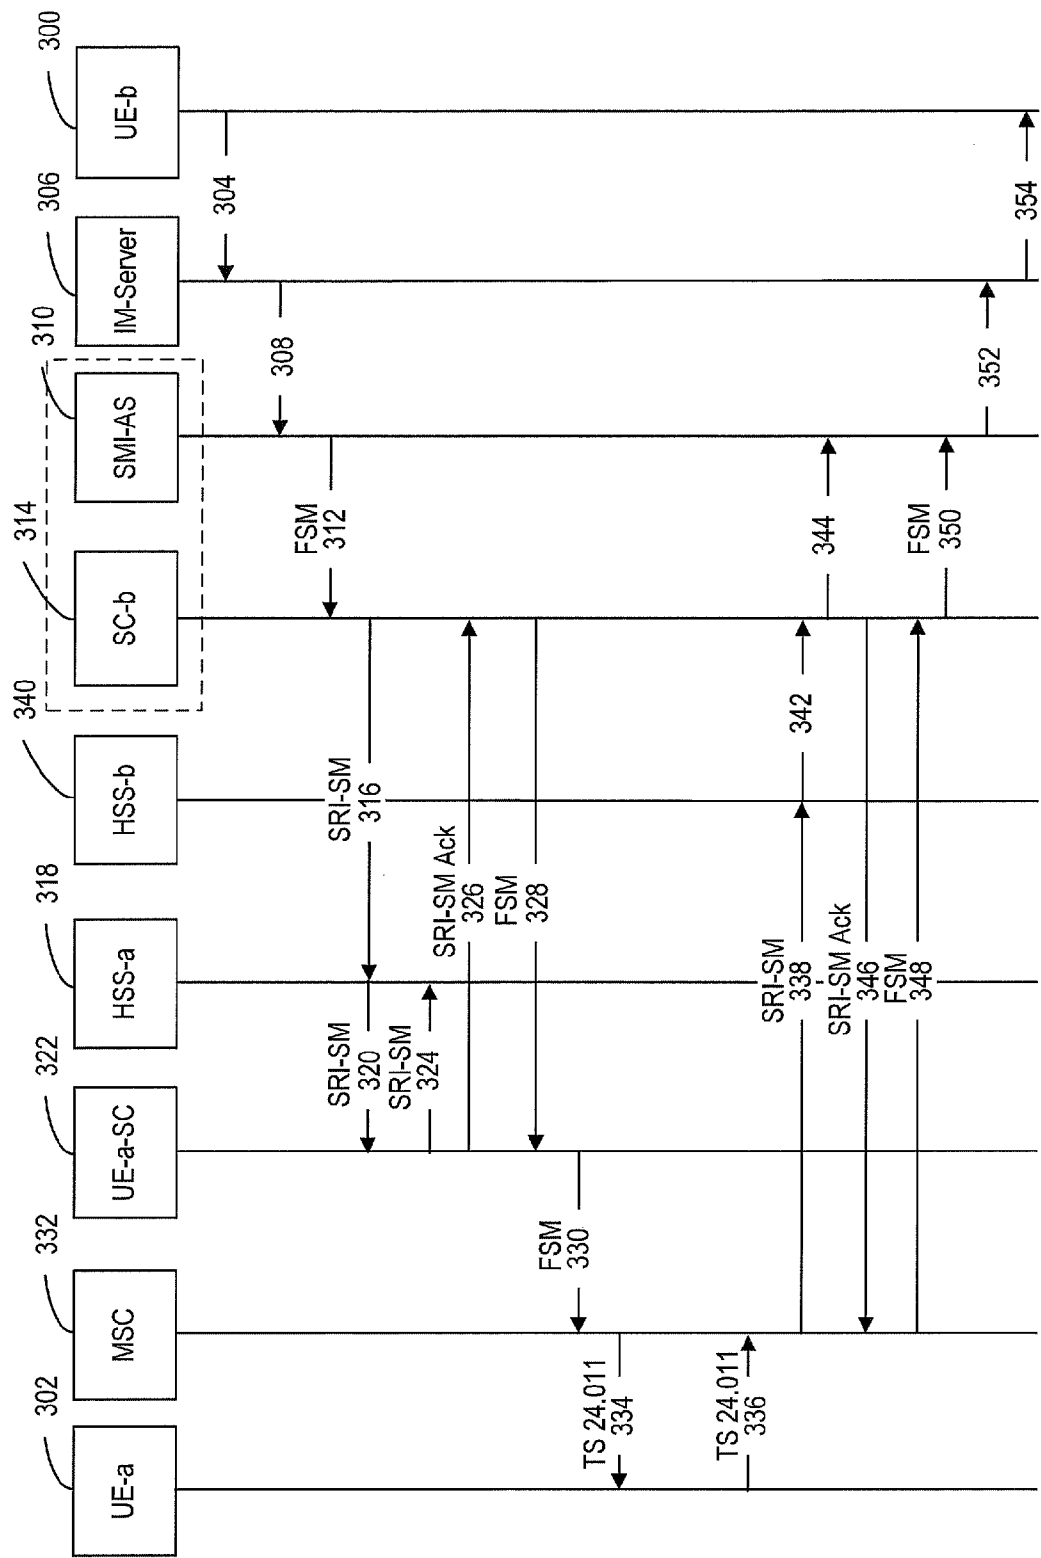 302
332
322
318
340
314
310
306
300
UE-a
MSC
UE-a-SC
HSS-a
HSS-b
SC-b
SMI-AS
IM-Server
UE-b
304
308
FSM
312
SRI-SM
316
SRI-SM
320
SRI-SM
324
SRI-SM Ack
326
FSM
328
FSM
330
TS 24.011
334
TS 24.011
336
SRI-SM
338
342
344
SRI-SM Ack
346
FSM
348
FSM
350
352
354